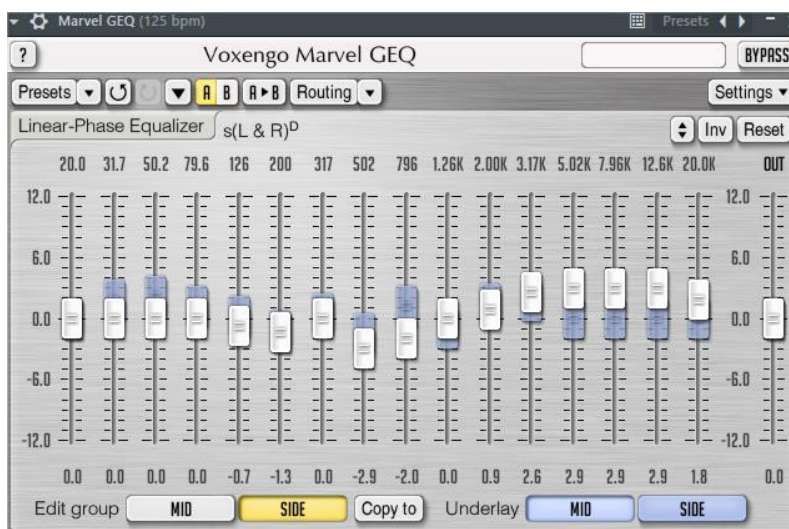 Marvel GEQ (125 bpm) Presets
? Voxengo Marvel GEQ BYPASS
Presets A B A▸B Routing Settings
Linear-Phase Equalizer s(L & R)ᴰ Inv Reset
20.0 31.7 50.2 79.6 126 200 317 502 796 1.26K 2.00K 3.17K 5.02K 7.96K 12.6K 20.0K OUT
12.0 12.0
6.0 6.0
0.0 0.0
-6.0 -6.0
-12.0 -12.0
0.0 0.0 0.0 0.0 -0.7 -1.3 0.0 -2.9 -2.0 0.0 0.9 2.6 2.9 2.9 2.9 1.8 0.0
Edit group MID SIDE Copy to Underlay MID SIDE